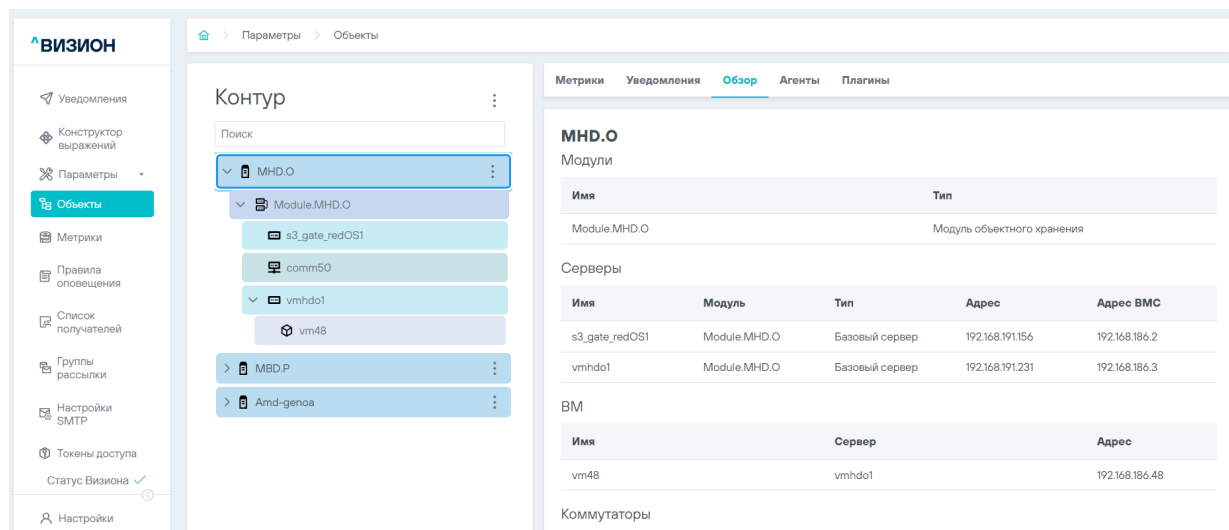 ^ВИЗИОН
Уведомления
Конструктор
выражений
Параметры
Объекты
Метрики
Правила
оповещения
Список
получателей
Группы
рассылки
Настройки
SMTP
Токены доступа
Статус Визиона
Настройки
Параметры > Объекты
Контур
Поиск
MHD.O
Module.MHD.O
s3_gate_redOS1
comm50
vmhdo1
vm48
MBD.P
Amd-genoa
Метрики Уведомления Обзор Агенты Плагины
MHD.O
Модули
Имя Тип
Module.MHD.O Модуль объектного хранения
Серверы
Имя Модуль Тип Адрес Адрес BMC
s3_gate_redOS1 Module.MHD.O Базовый сервер 192.168.191.156 192.168.186.2
vmhdo1 Module.MHD.O Базовый сервер 192.168.191.231 192.168.186.3
ВМ
Имя Сервер Адрес
vm48 vmhdo1 192.168.186.48
Коммутаторы